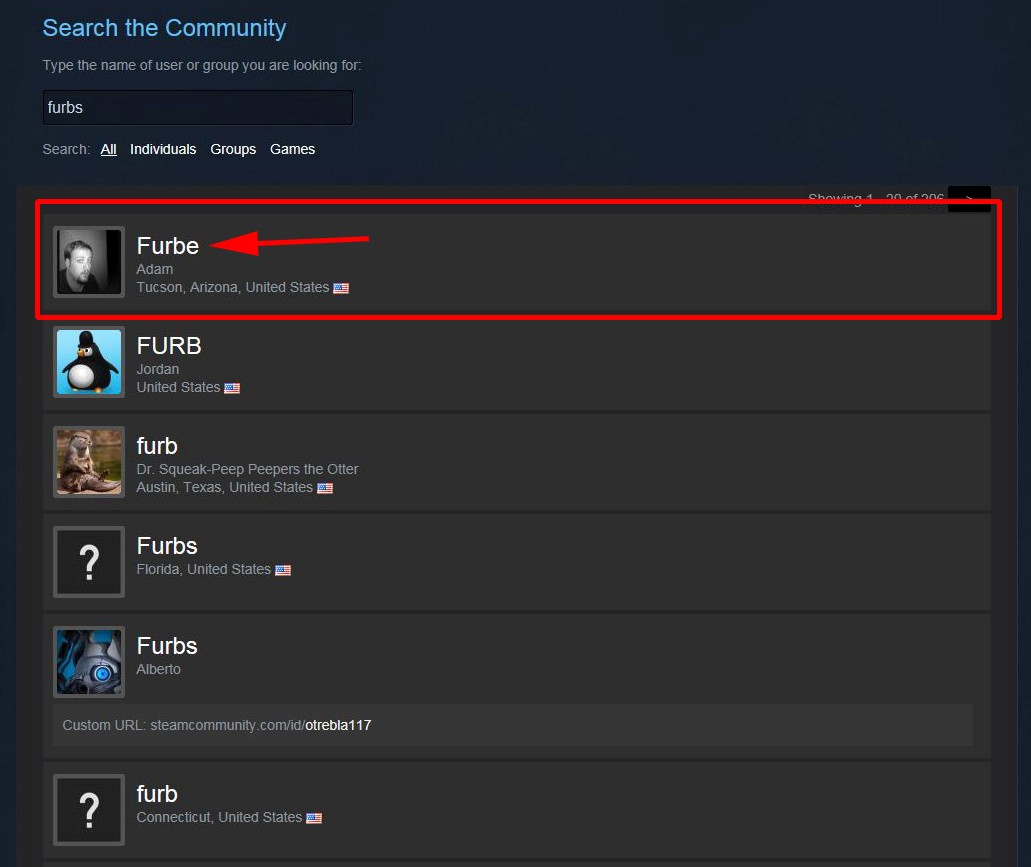 Search the Community
Type the name of user or group you are looking for:
furbs
Search: All Individuals Groups Games
Showing 1 - 20 of 206 >
Furbe
Adam
Tucson, Arizona, United States
FURB
Jordan
United States
furb
Dr. Squeak-Peep Peepers the Otter
Austin, Texas, United States
?
Furbs
Florida, United States
Furbs
Alberto
Custom URL: steamcommunity.com/id/otrebla117
?
furb
Connecticut, United States